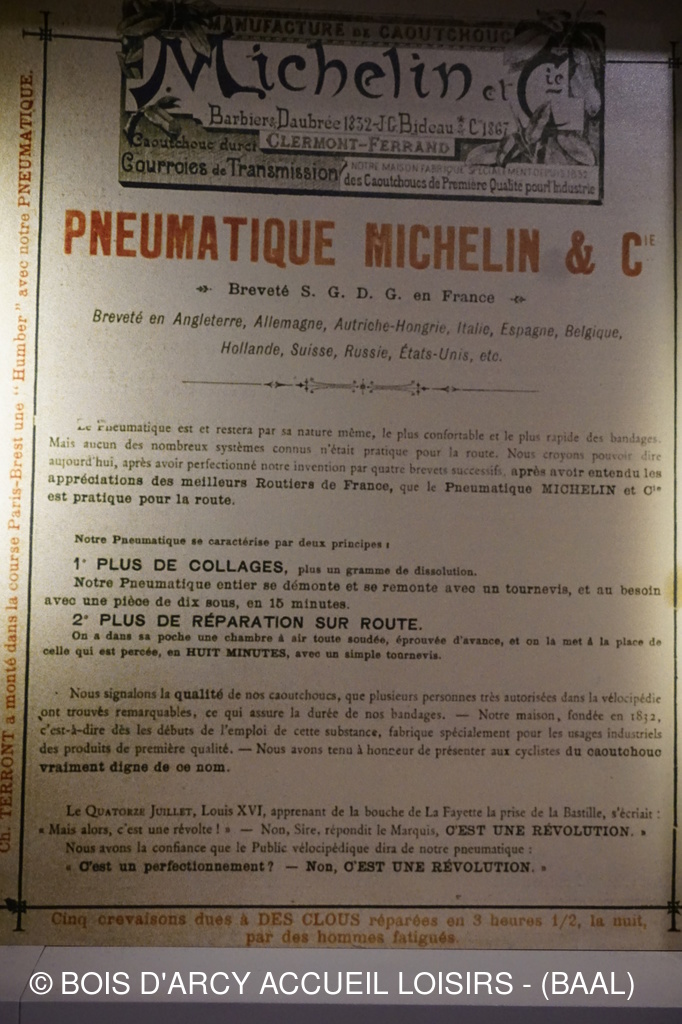 MANUFACTURE DE CAOUTCHOUC
Michelin et Cie
Barbier & Daubrée 1832-J.G. Bideau & Cie 1867
Caoutchouc durci CLERMONT-FERRAND
Courroies de Transmission NOTRE MAISON FABRIQUE SPÉCIALEMENT DEPUIS 1832
des Caoutchoucs de Première Qualité pour l'Industrie
PNEUMATIQUE MICHELIN & CIE
Breveté S. G. D. G. en France
Breveté en Angleterre, Allemagne, Autriche-Hongrie, Italie, Espagne, Belgique,
Hollande, Suisse, Russie, États-Unis, etc.
Le Pneumatique est et restera par sa nature même, le plus confortable et le plus rapide des bandages.
Mais aucun des nombreux systèmes connus n'était pratique pour la route. Nous croyons pouvoir dire
aujourd'hui, après avoir perfectionné notre invention par quatre brevets successifs, après avoir entendu les
appréciations des meilleurs Routiers de France, que le Pneumatique MICHELIN et Cie
est pratique pour la route.
Notre Pneumatique se caractérise par deux principes :
1° PLUS DE COLLAGES, plus un gramme de dissolution.
Notre Pneumatique entier se démonte et se remonte avec un tournevis, et au besoin
avec une pièce de dix sous, en 15 minutes.
2° PLUS DE RÉPARATION SUR ROUTE.
On a dans sa poche une chambre à air toute soudée, éprouvée d'avance, et on la met à la place de
celle qui est percée, en HUIT MINUTES, avec un simple tournevis.
Nous signalons la qualité de nos caoutchoucs, que plusieurs personnes très autorisées dans la vélocipédie
ont trouvés remarquables, ce qui assure la durée de nos bandages. — Notre maison, fondée en 1832,
c'est-à-dire dès les débuts de l'emploi de cette substance, fabrique spécialement pour les usages industriels
des produits de première qualité. — Nous avons tenu à honneur de présenter aux cyclistes du caoutchouc
vraiment digne de ce nom.
Le QUATORZE JUILLET, Louis XVI, apprenant de la bouche de La Fayette la prise de la Bastille, s'écriait :
« Mais alors, c'est une révolte ! » — Non, Sire, répondit le Marquis, C'EST UNE RÉVOLUTION. »
Nous avons la confiance que le Public vélocipédique dira de notre pneumatique :
« C'est un perfectionnement ? — Non, C'EST UNE RÉVOLUTION. »
Cinq crevaisons dues à DES CLOUS réparées en 3 heures 1/2, la nuit,
par des hommes fatigués.
Ch. TERRONT a monté dans la course Paris-Brest une "Humber" avec notre PNEUMATIQUE.
© BOIS D'ARCY ACCUEIL LOISIRS - (BAAL)